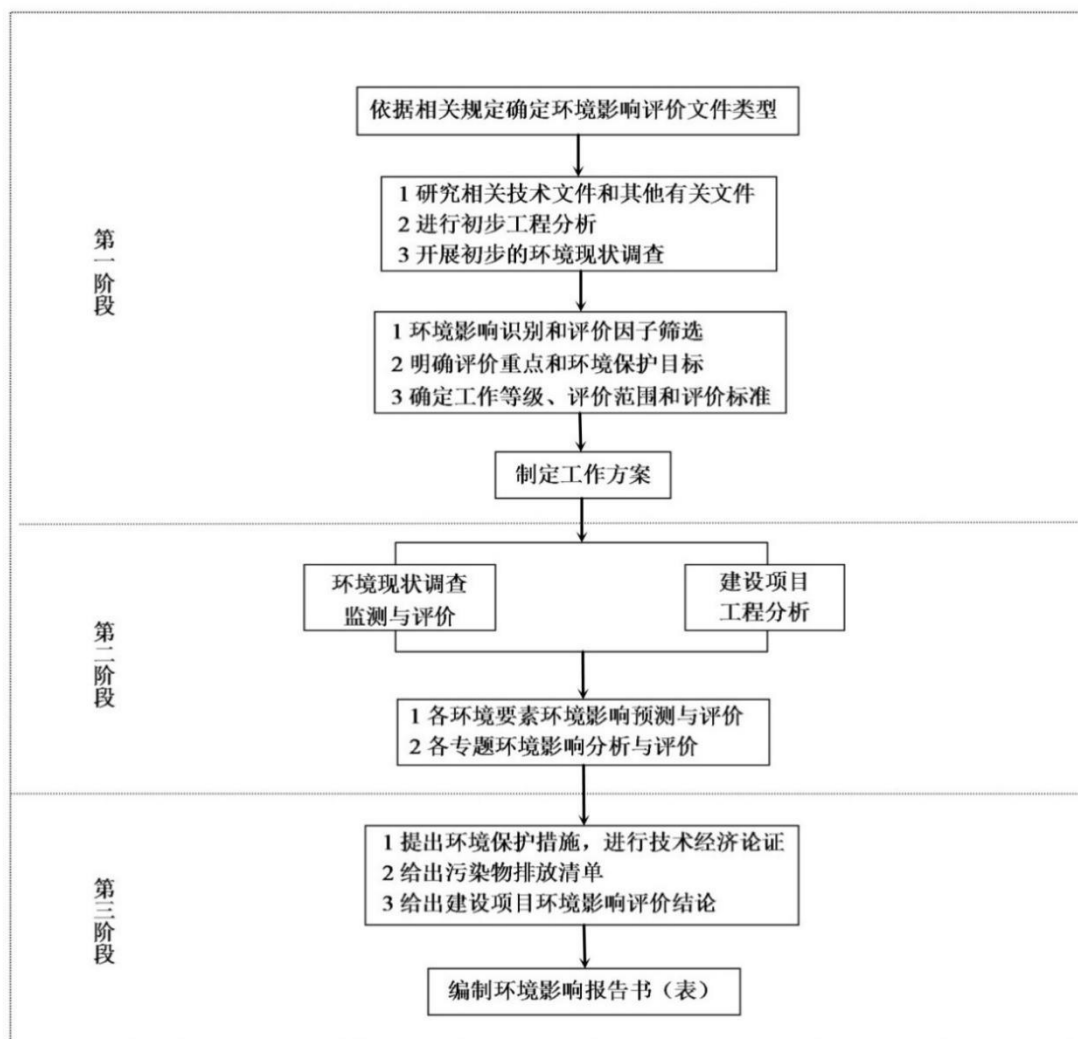 依据相关规定确定环境影响评价文件类型
第一阶段
1 研究相关技术文件和其他有关文件
2 进行初步工程分析
3 开展初步的环境现状调查
1 环境影响识别和评价因子筛选
2 明确评价重点和环境保护目标
3 确定工作等级、评价范围和评价标准
制定工作方案
第二阶段
环境现状调查
监测与评价
建设项目
工程分析
1 各环境要素环境影响预测与评价
2 各专题环境影响分析与评价
第三阶段
1 提出环境保护措施，进行技术经济论证
2 给出污染物排放清单
3 给出建设项目环境影响评价结论
编制环境影响报告书（表）